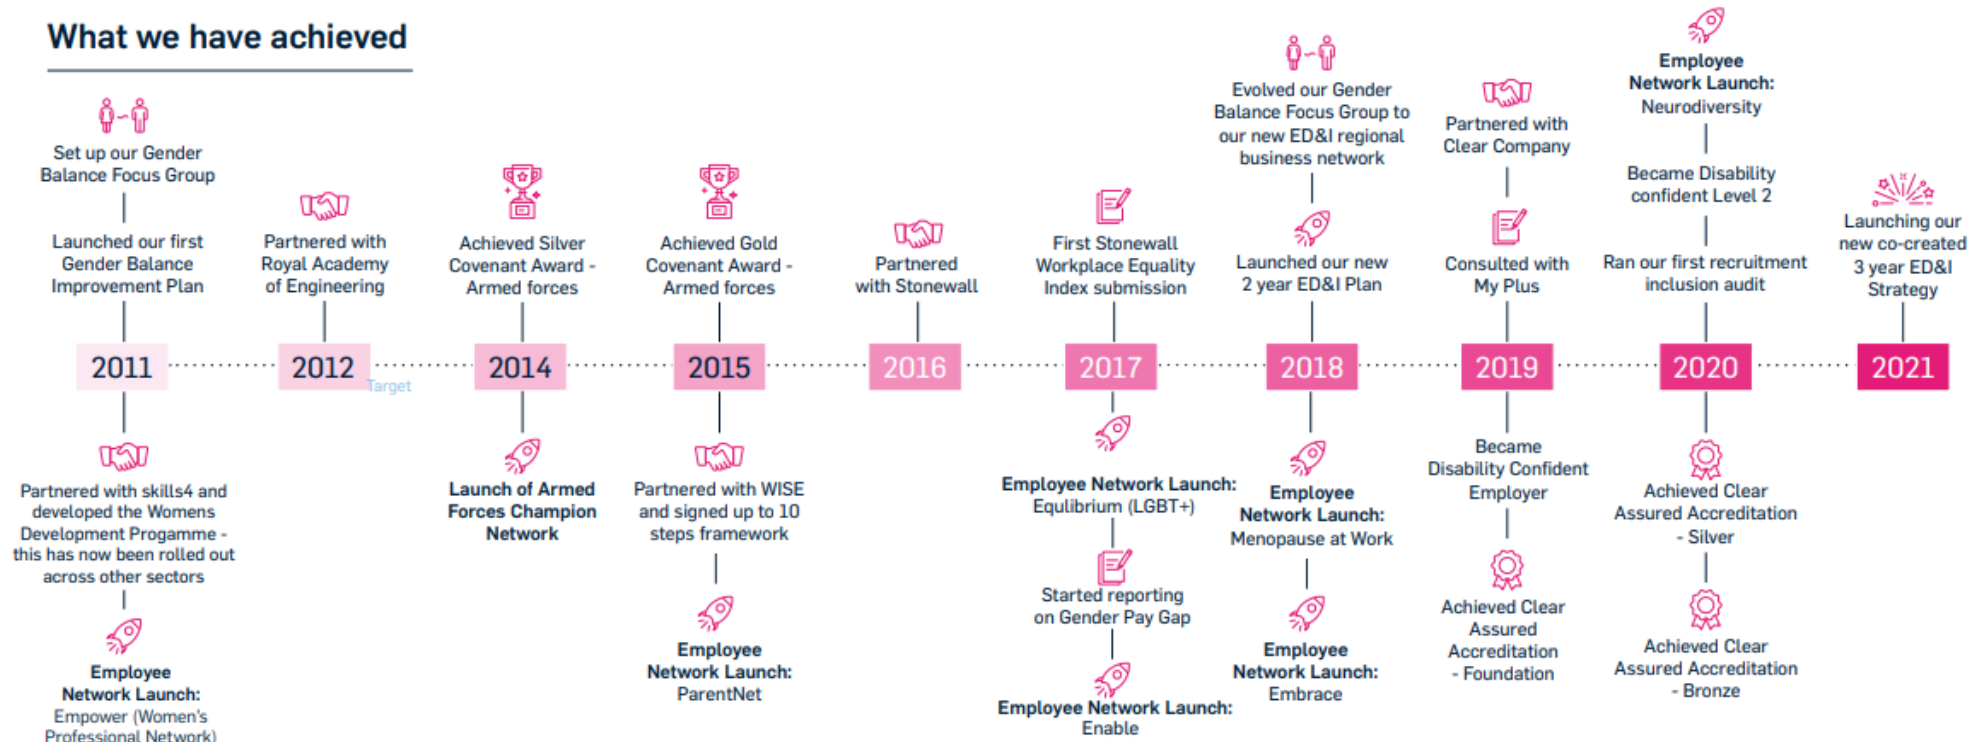 What we have achieved
Set up our Gender
Balance Focus Group
Launched our first
Gender Balance
Improvement Plan
2011
Partnered with skills4 and
developed the Womens
Development Progamme -
this has now been rolled out
across other sectors
Employee
Network Launch:
Empower (Women's
Professional Network)
Partnered with
Royal Academy
of Engineering
2012
Target
Achieved Silver
Covenant Award -
Armed forces
2014
Launch of Armed
Forces Champion
Network
Achieved Gold
Covenant Award -
Armed forces
2015
Partnered with WISE
and signed up to 10
steps framework
Employee
Network Launch:
ParentNet
Partnered
with Stonewall
2016
First Stonewall
Workplace Equality
Index submission
2017
Employee Network Launch:
Equlibrium (LGBT+)
Started reporting
on Gender Pay Gap
Employee Network Launch:
Enable
Evolved our Gender
Balance Focus Group to
our new ED&I regional
business network
Launched our new
2 year ED&I Plan
2018
Employee
Network Launch:
Menopause at Work
Employee
Network Launch:
Embrace
Partnered with
Clear Company
Consulted with
My Plus
2019
Became
Disability Confident
Employer
Achieved Clear
Assured
Accreditation
- Foundation
Employee
Network Launch:
Neurodiversity
Became Disability
confident Level 2
Ran our first recruitment
inclusion audit
2020
Achieved Clear
Assured Accreditation
- Silver
Achieved Clear
Assured Accreditation
- Bronze
Launching our
new co-created
3 year ED&I
Strategy
2021